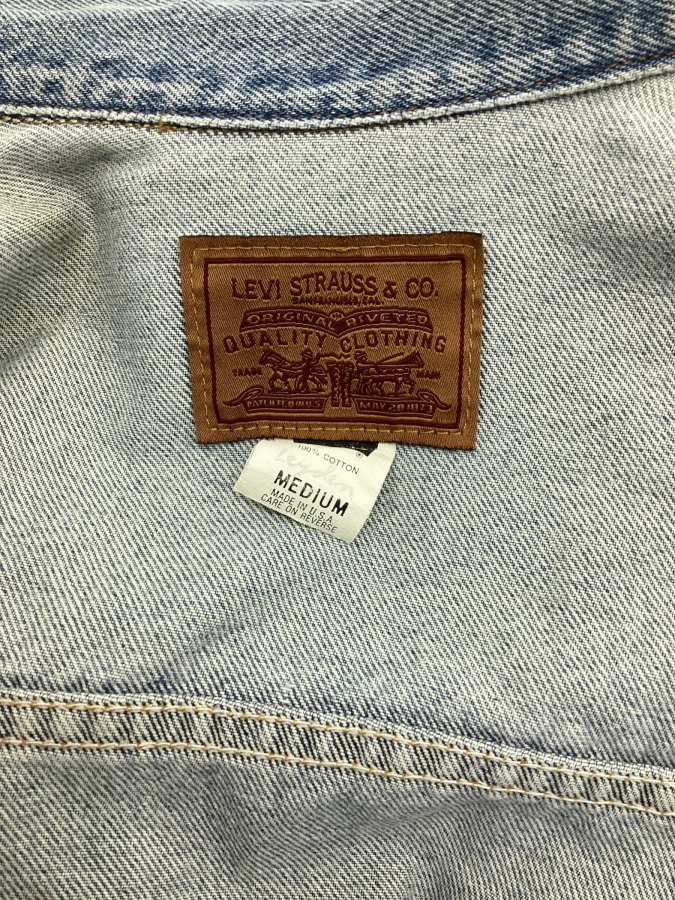 LEVI STRAUSS & CO.
SAN FRANCISCO, CAL.
ORIGINAL RIVETED
QUALITY CLOTHING
TRADE MARK
PATENTED IN U.S. MAY 20 1873
®
100% COTTON
MEDIUM
MADE IN U.S.A.
CARE ON REVERSE